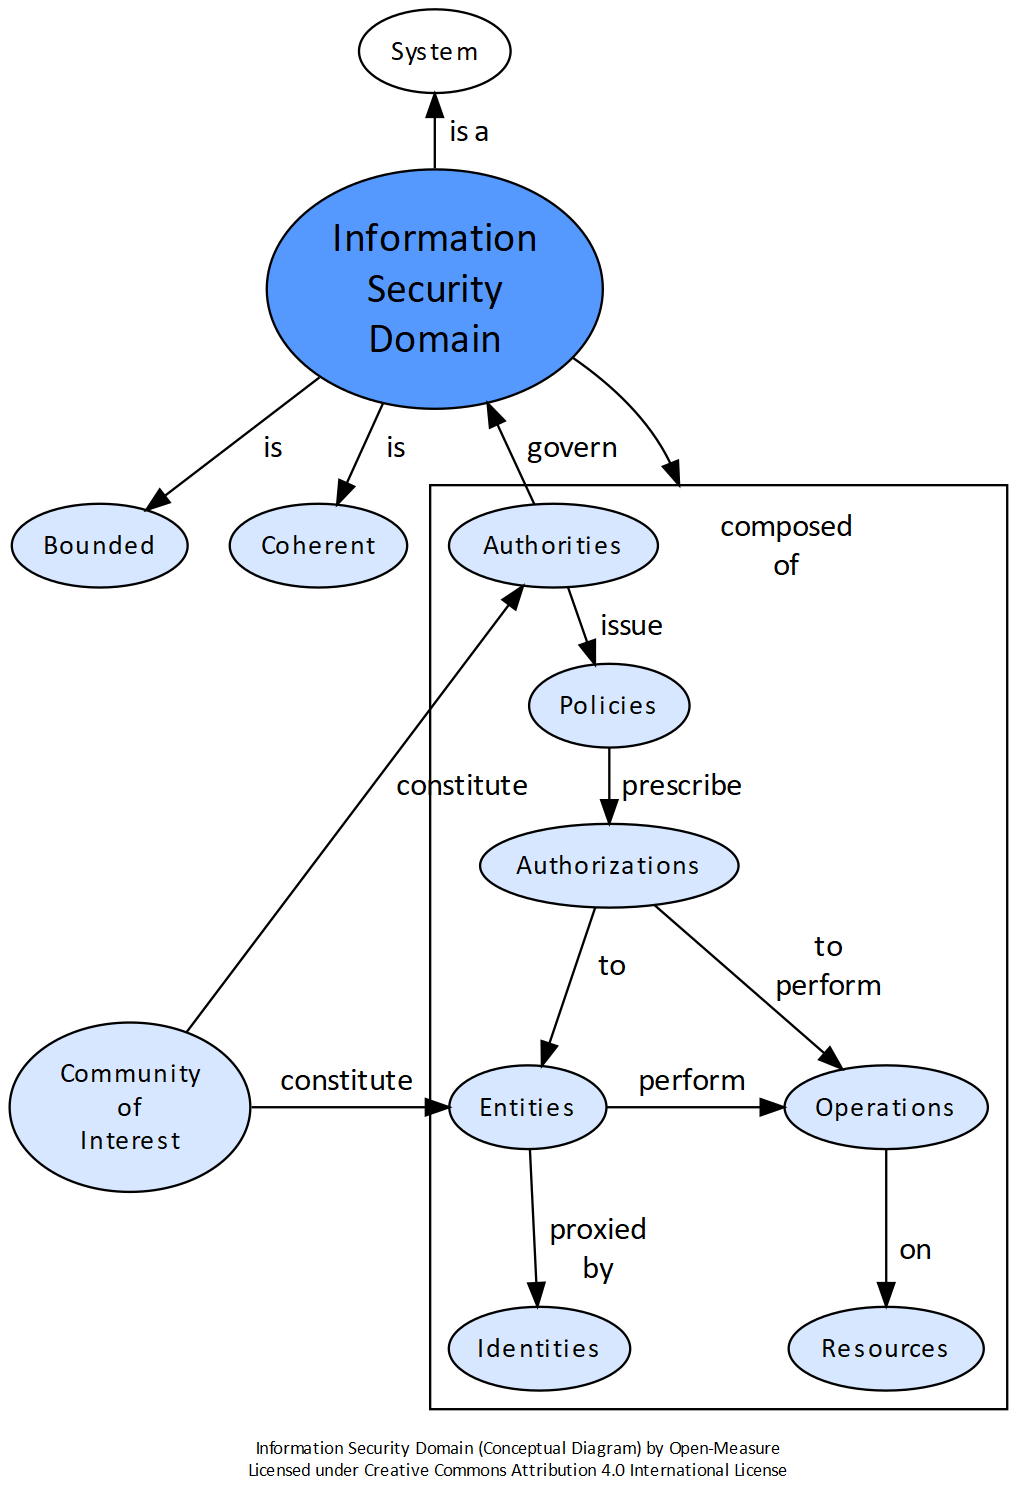 System
is a
Information
Security
Domain
is
is
govern
Bounded
Coherent
Authorities
composed
of
issue
Policies
constitute
prescribe
Authorizations
to
to
perform
Community
of
Interest
constitute
Entities
perform
Operations
proxied
by
on
Identities
Resources
Information Security Domain (Conceptual Diagram) by Open-Measure
Licensed under Creative Commons Attribution 4.0 International License